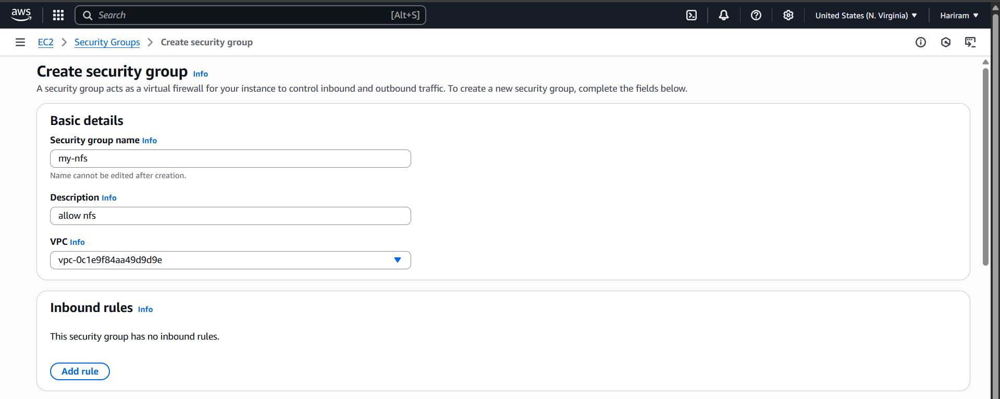 aws Search [Alt+S] United States (N. Virginia) Hariram
EC2 Security Groups Create security group
Create security group Info
A security group acts as a virtual firewall for your instance to control inbound and outbound traffic. To create a new security group, complete the fields below.
Basic details
Security group name Info
my-nfs
Name cannot be edited after creation.
Description Info
allow nfs
VPC Info
vpc-0c1e9f84aa49d9d9e
Inbound rules Info
This security group has no inbound rules.
Add rule